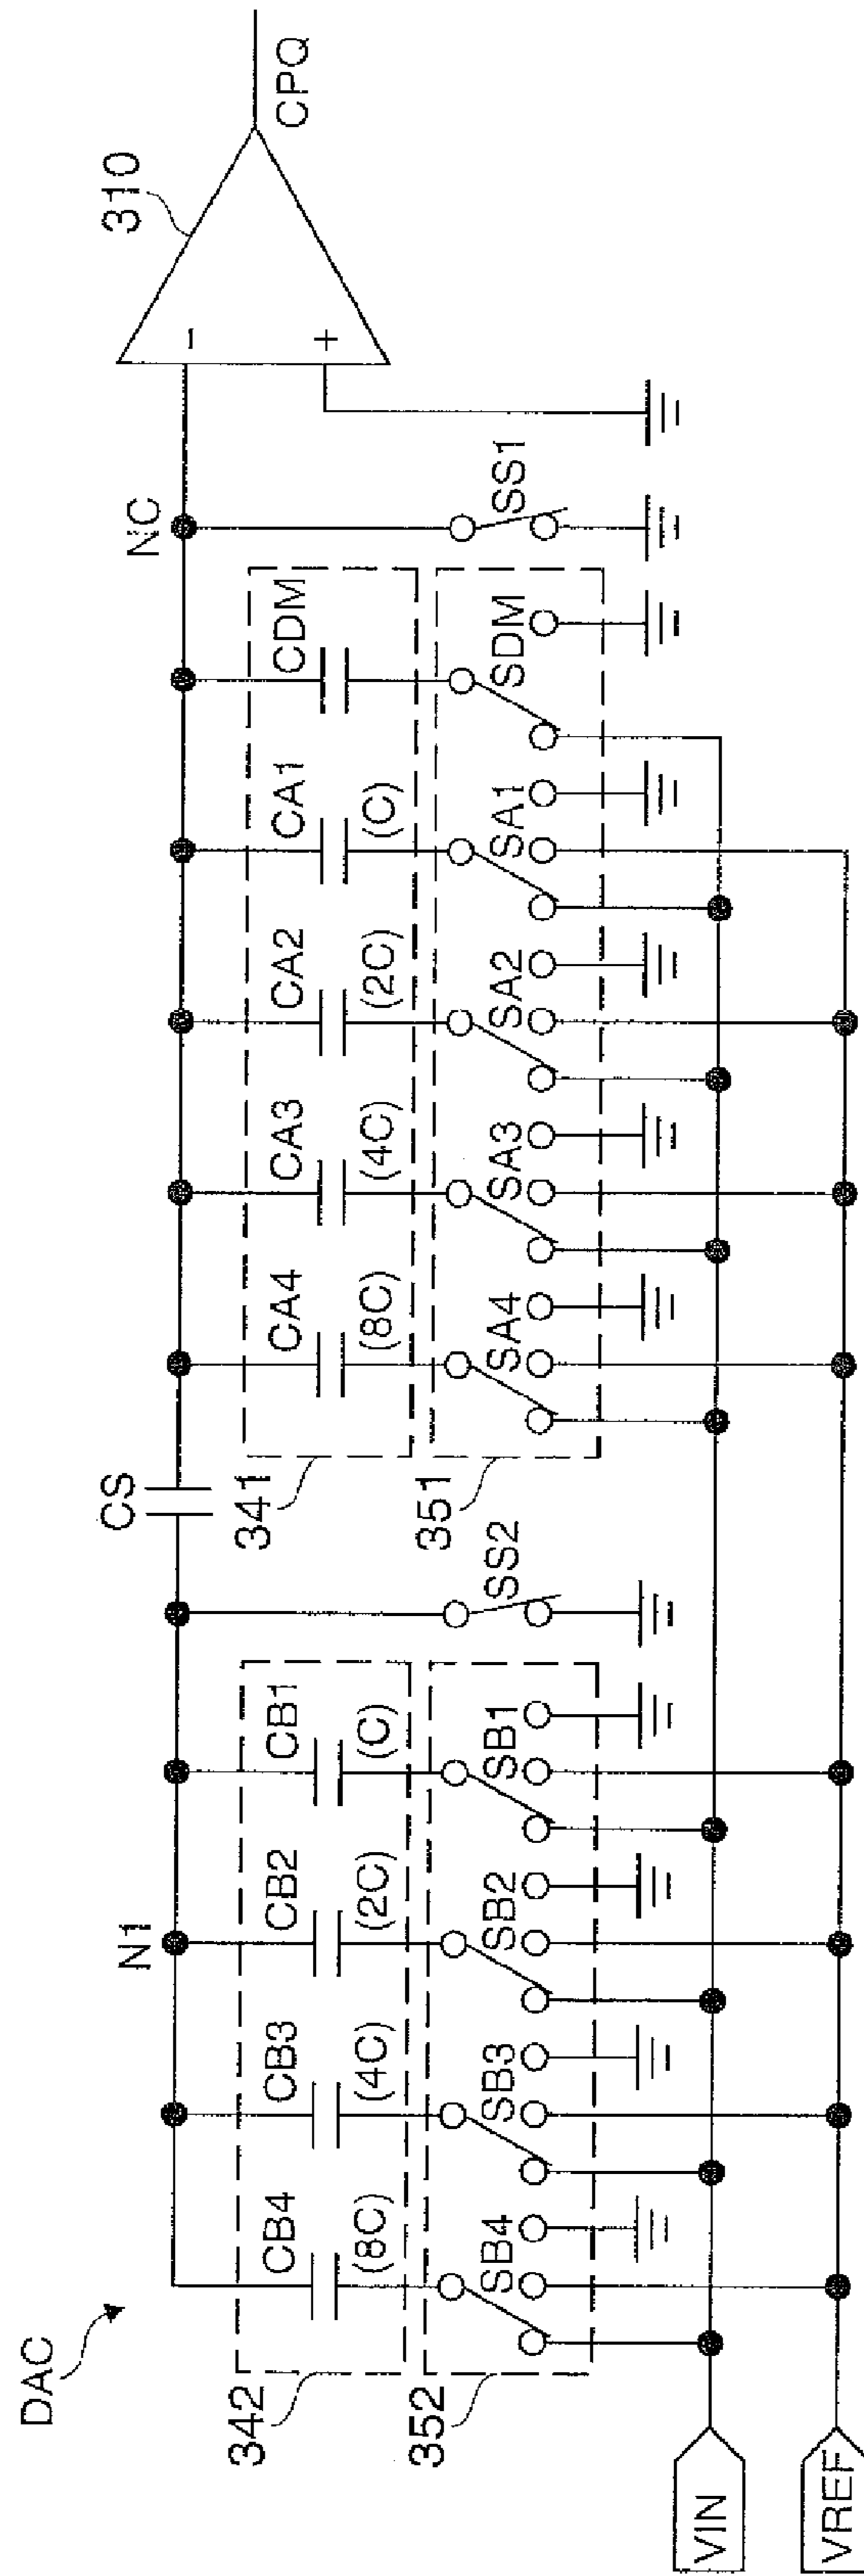 DAC
N1
CS
NC
310
CPQ
CB4
CB3
CB2
CB1
CA4
CA3
CA2
CA1
CDM
(8C)
(4C)
(2C)
(C)
(8C)
(4C)
(2C)
(C)
342
341
SB4
SB3
SB2
SB1
SS2
SA4
SA3
SA2
SA1
SDM
SS1
352
351
VIN
VREF